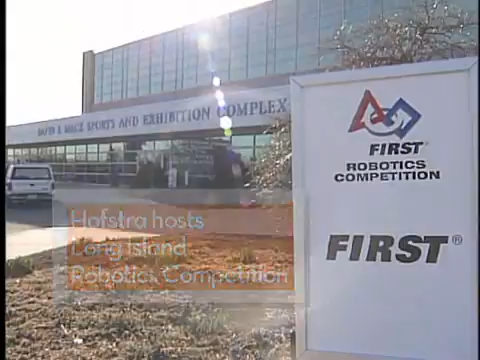 DAVID S. MACK SPORTS AND EXHIBITION COMPLEX
FIRST®
ROBOTICS
COMPETITION
FIRST®
Hofstra hosts
Long Island
Robotics Competition